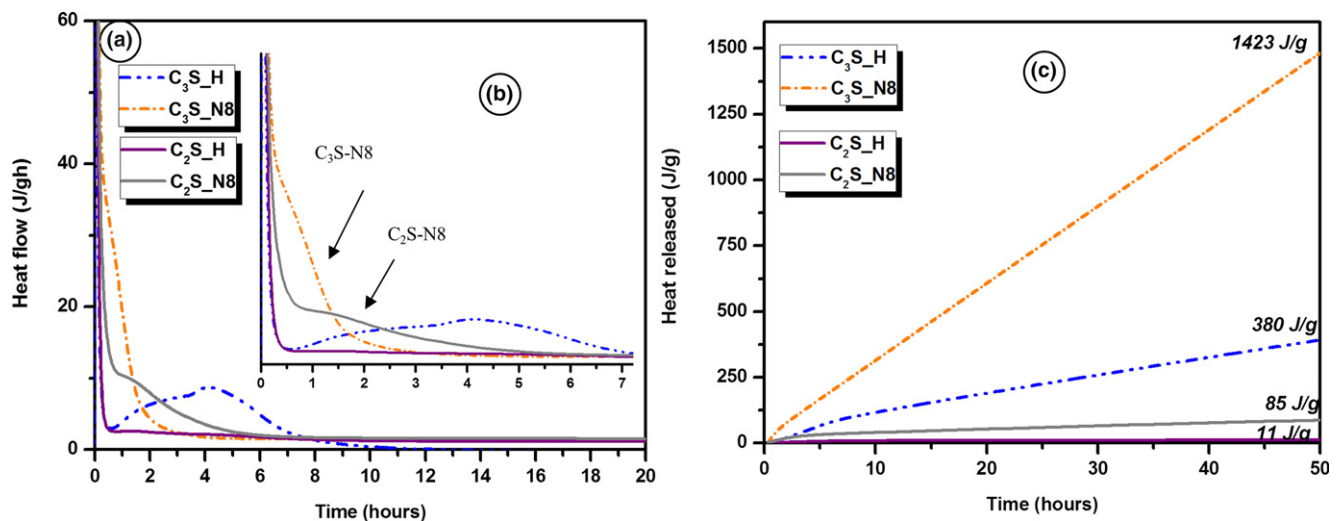 (a)
60
40
20
0
Heat flow (J/gh)
C₃S_H
C₃S_N8
C₂S_H
C₂S_N8
0 2 4 6 8 10 12 14 16 18 20
Time (hours)
(b)
C₃S-N8
C₂S-N8
0 1 2 3 4 5 6 7
(c)
1500
1250
1000
750
500
250
0
Heat released (J/g)
C₃S_H
C₃S_N8
C₂S_H
C₂S_N8
1423 J/g
380 J/g
85 J/g
11 J/g
0 10 20 30 40 50
Time (hours)